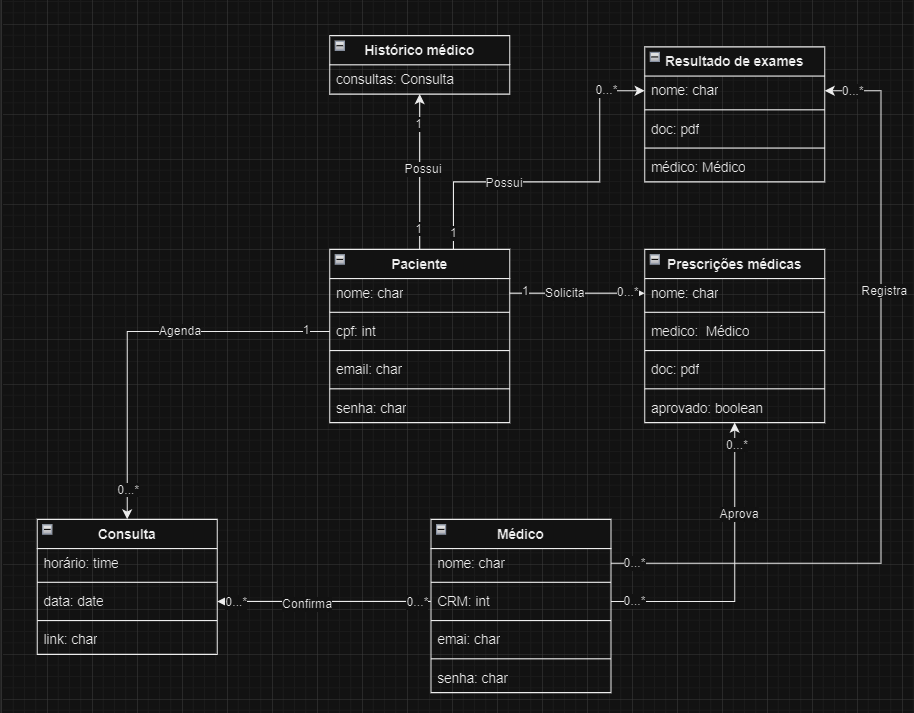 Histórico médico
consultas: Consulta
1
Possui
1
Resultado de exames
nome: char
doc: pdf
médico: Médico
0...*
0...*
Possui
1
Paciente
nome: char
cpf: int
email: char
senha: char
1
Solicita
0...*
Prescrições médicas
nome: char
medico: Médico
doc: pdf
aprovado: boolean
Registra
1
Agenda
0...*
0...*
Aprova
Consulta
horário: time
data: date
link: char
0...*
Confirma
0...*
Médico
nome: char
CRM: int
emai: char
senha: char
0...*
0...*